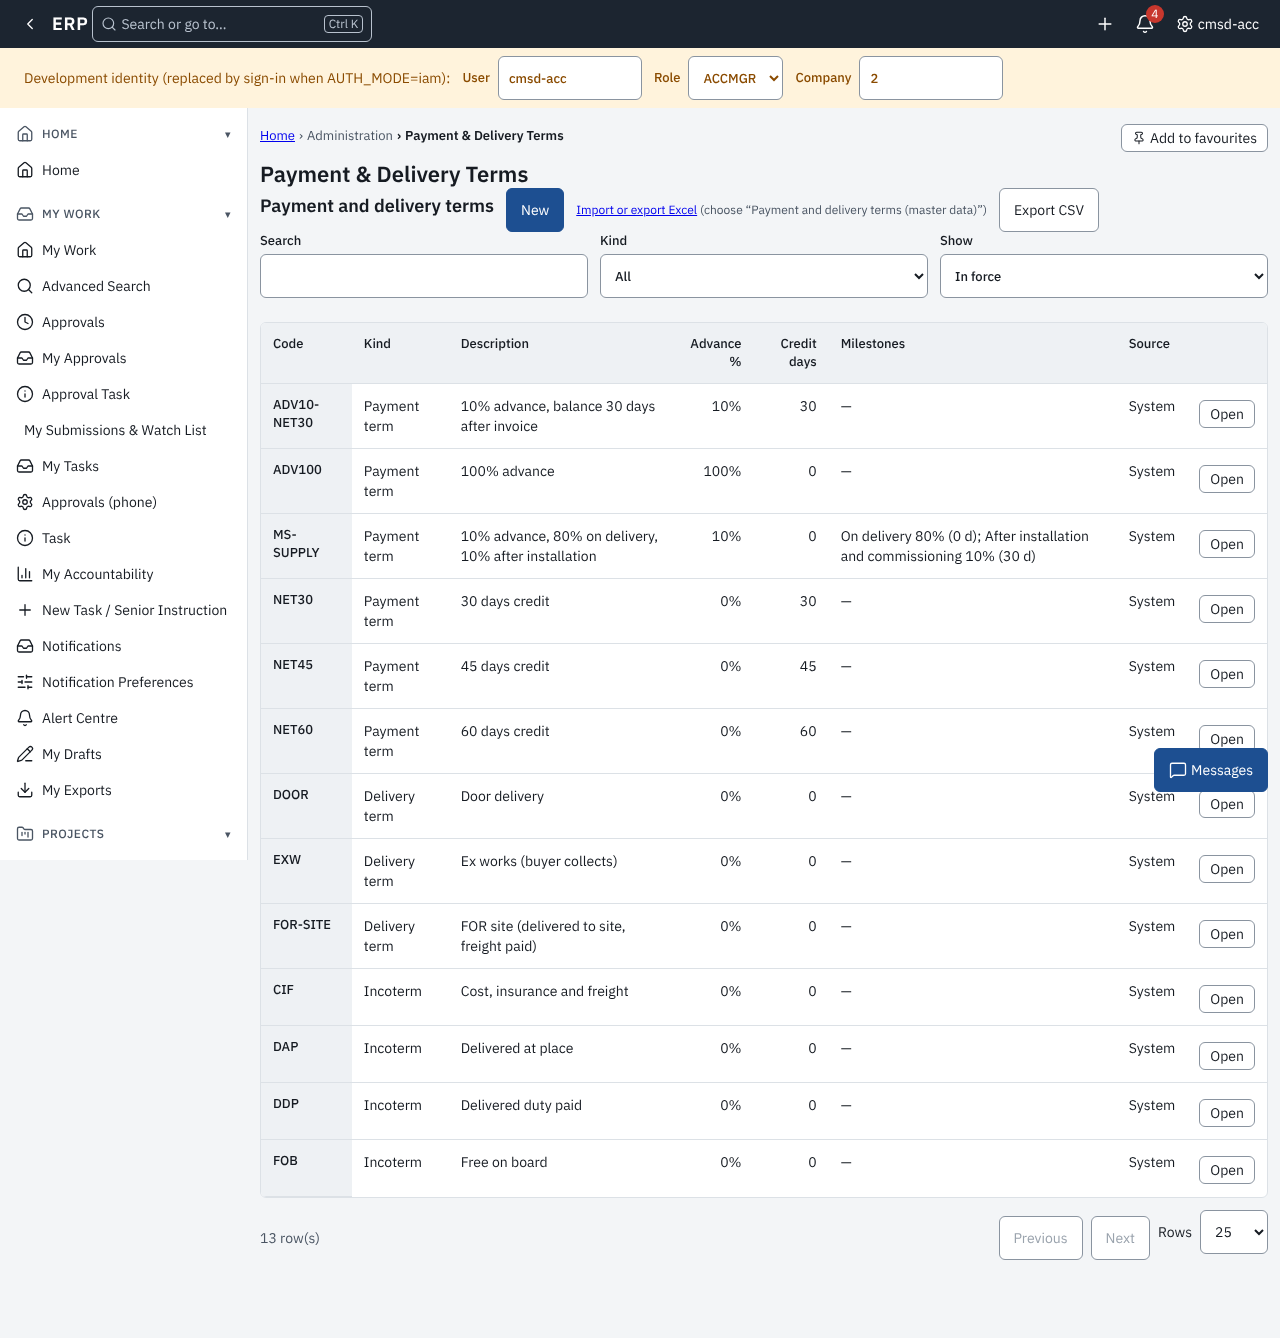 ERP
Search or go to...
Ctrl K
4
cmsd-acc
Development identity (replaced by sign-in when AUTH_MODE=iam):
User
cmsd-acc
Role
ACCMGR
Company
2
HOME
Home
MY WORK
My Work
Advanced Search
Approvals
My Approvals
Approval Task
My Submissions & Watch List
My Tasks
Approvals (phone)
Task
My Accountability
New Task / Senior Instruction
Notifications
Notification Preferences
Alert Centre
My Drafts
My Exports
PROJECTS
Home › Administration › Payment & Delivery Terms
Add to favourites
Payment & Delivery Terms
Payment and delivery terms
New
Import or export Excel (choose “Payment and delivery terms (master data)”)
Export CSV
Search
Kind
All
Show
In force
Code Kind Description Advance % Credit days Milestones Source
ADV10-NET30 Payment term 10% advance, balance 30 days after invoice 10% 30 — System Open
ADV100 Payment term 100% advance 100% 0 — System Open
MS-SUPPLY Payment term 10% advance, 80% on delivery, 10% after installation 10% 0 On delivery 80% (0 d); After installation and commissioning 10% (30 d) System Open
NET30 Payment term 30 days credit 0% 30 — System Open
NET45 Payment term 45 days credit 0% 45 — System Open
NET60 Payment term 60 days credit 0% 60 — System Open
Messages
DOOR Delivery term Door delivery 0% 0 — System Open
EXW Delivery term Ex works (buyer collects) 0% 0 — System Open
FOR-SITE Delivery term FOR site (delivered to site, freight paid) 0% 0 — System Open
CIF Incoterm Cost, insurance and freight 0% 0 — System Open
DAP Incoterm Delivered at place 0% 0 — System Open
DDP Incoterm Delivered duty paid 0% 0 — System Open
FOB Incoterm Free on board 0% 0 — System Open
13 row(s)
Previous
Next
Rows
25